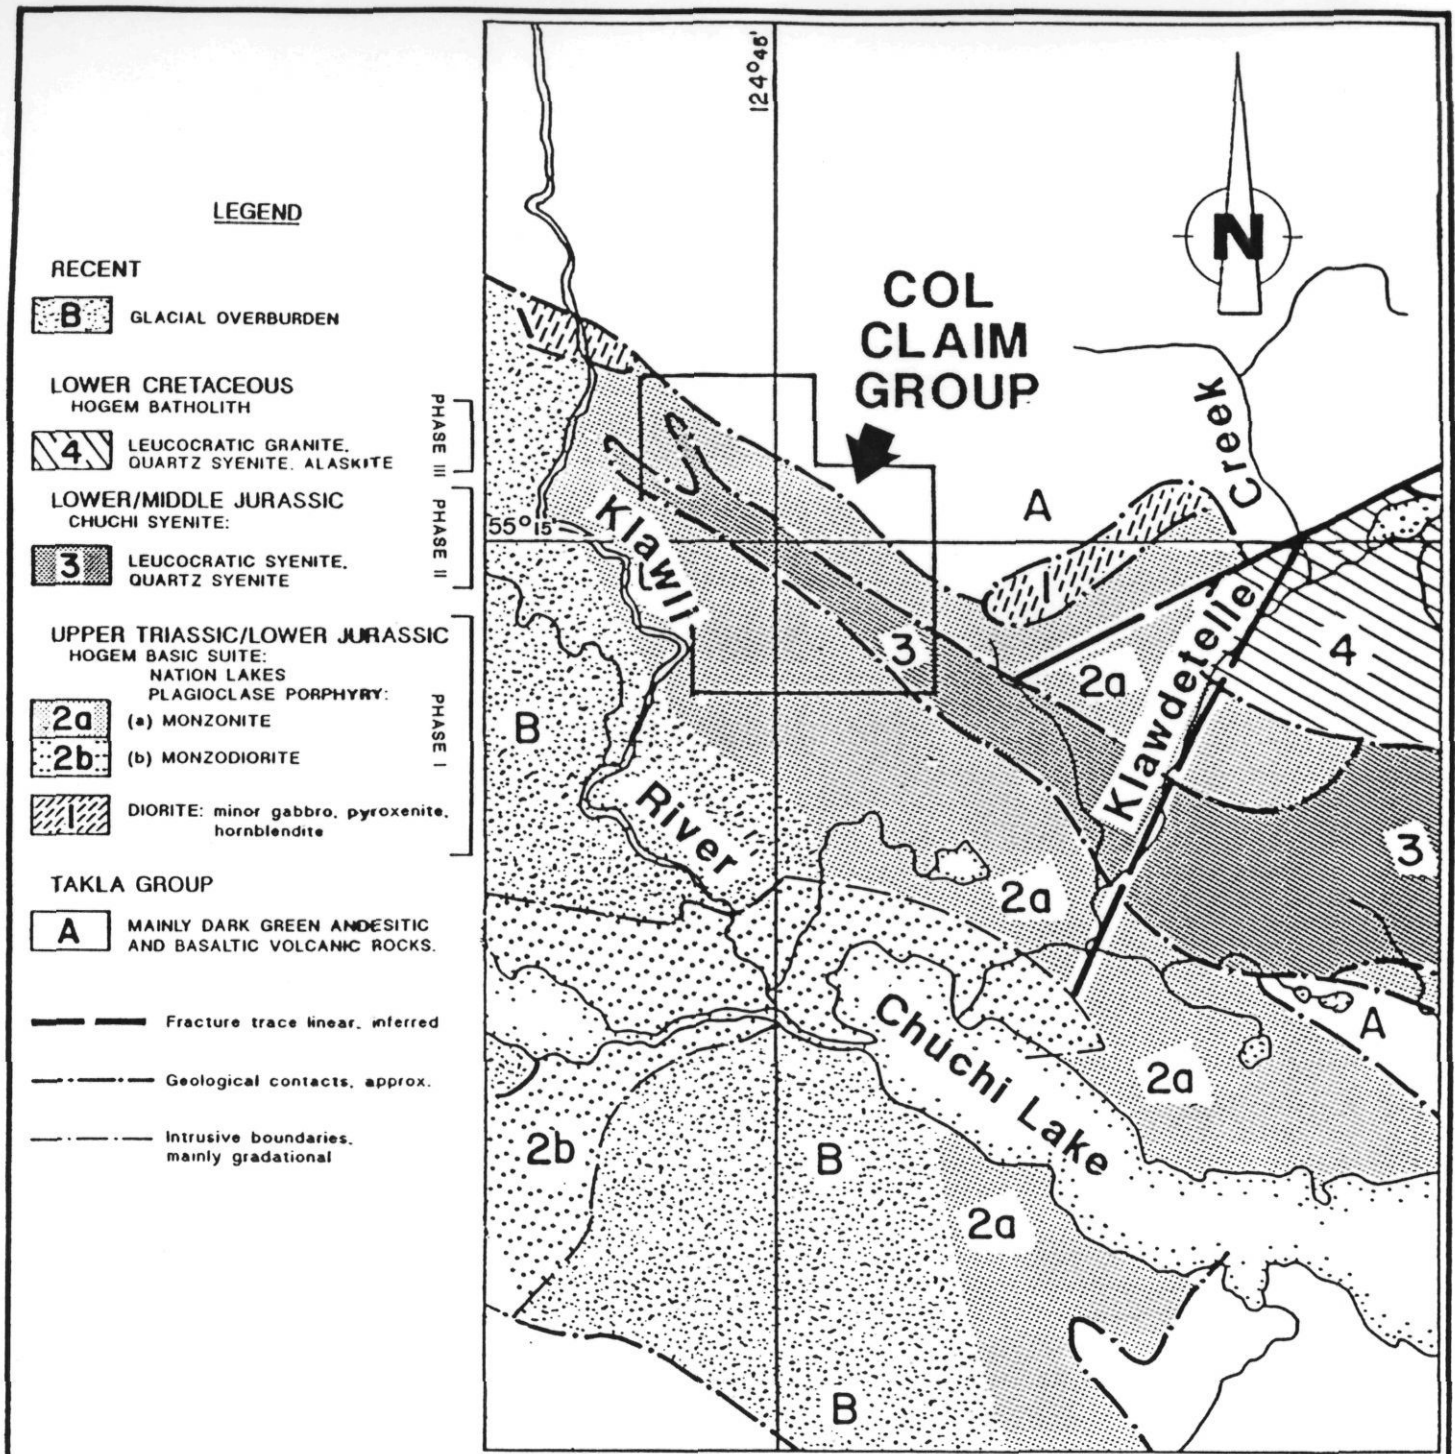 LEGEND
RECENT
B GLACIAL OVERBURDEN
LOWER CRETACEOUS
HOGEM BATHOLITH
4 LEUCOCRATIC GRANITE,
QUARTZ SYENITE, ALASKITE
PHASE III
LOWER/MIDDLE JURASSIC
CHUCHI SYENITE:
3 LEUCOCRATIC SYENITE,
QUARTZ SYENITE
PHASE II
UPPER TRIASSIC/LOWER JURASSIC
HOGEM BASIC SUITE:
NATION LAKES
PLAGIOCLASE PORPHYRY:
2a (a) MONZONITE
2b (b) MONZODIORITE
1 DIORITE: minor gabbro, pyroxenite,
hornblendite
PHASE I
TAKLA GROUP
A MAINLY DARK GREEN ANDESITIC
AND BASALTIC VOLCANIC ROCKS.
Fracture trace linear, inferred
Geological contacts, approx.
Intrusive boundaries,
mainly gradational
124°45'
N
COL
CLAIM
GROUP
Klawdetelle Creek
A
55°15'
Klawli River
1
3
2a
4
B
3
2a
A
Chuchi Lake
2a
2b
B
2a
B